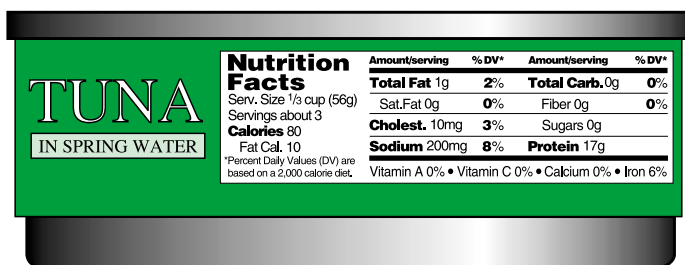 TUNA
IN SPRING WATER
Nutrition
Facts
Serv. Size 1/3 cup (56g)
Servings about 3
Calories 80
Fat Cal. 10
*Percent Daily Values (DV) are
based on a 2,000 calorie diet.
Amount/serving %DV* Amount/serving %DV*
Total Fat 1g 2% Total Carb. 0g 0%
Sat.Fat 0g 0% Fiber 0g 0%
Cholest. 10mg 3% Sugars 0g
Sodium 200mg 8% Protein 17g
Vitamin A 0% • Vitamin C 0% • Calcium 0% • Iron 6%